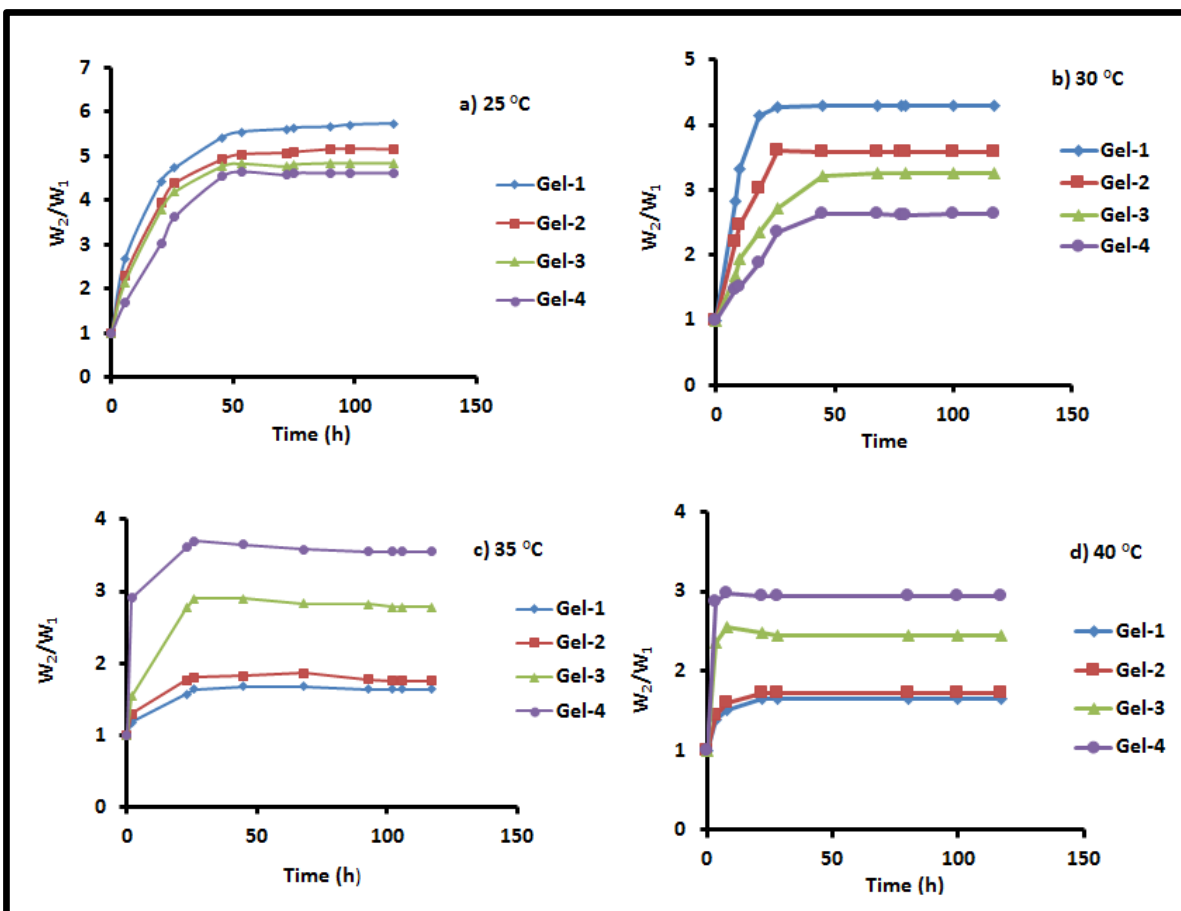 a) 25 ⁰C
W₂/W₁
7
6
5
4
3
2
1
0
0 50 100 150
Time (h)
Gel-1
Gel-2
Gel-3
Gel-4
b) 30 ⁰C
W₂/W₁
5
4
3
2
1
0
0 50 100 150
Time
Gel-1
Gel-2
Gel-3
Gel-4
c) 35 ⁰C
W₂/W₁
4
3
2
1
0
0 50 100 150
Time (h)
Gel-1
Gel-2
Gel-3
Gel-4
d) 40 ⁰C
W₂/W₁
4
3
2
1
0
0 50 100 150
Time (h)
Gel-1
Gel-2
Gel-3
Gel-4